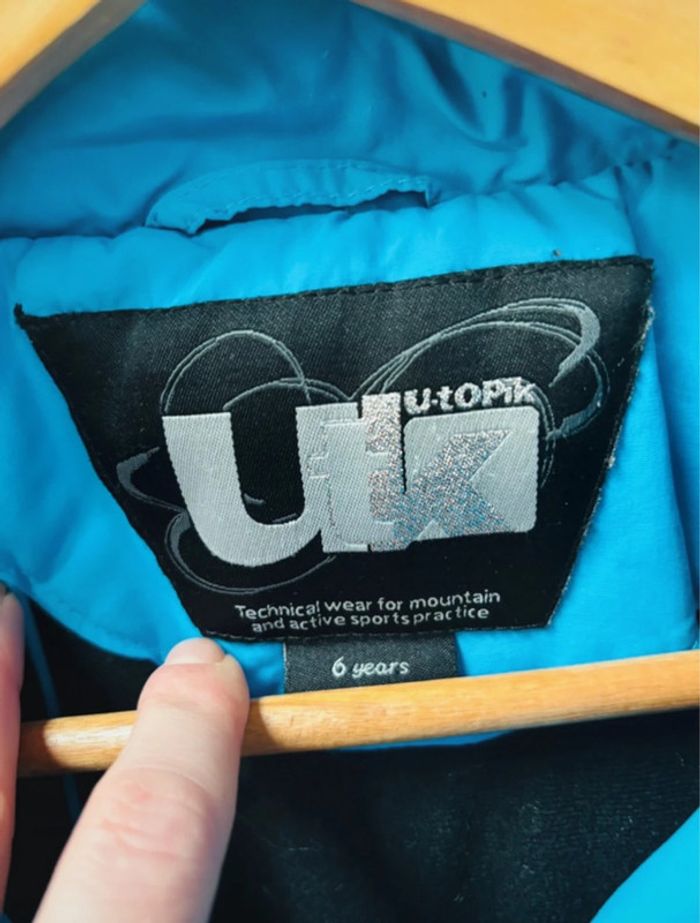 U-tOPiK
Utk
Technical wear for mountain
and active sports practice
6 years